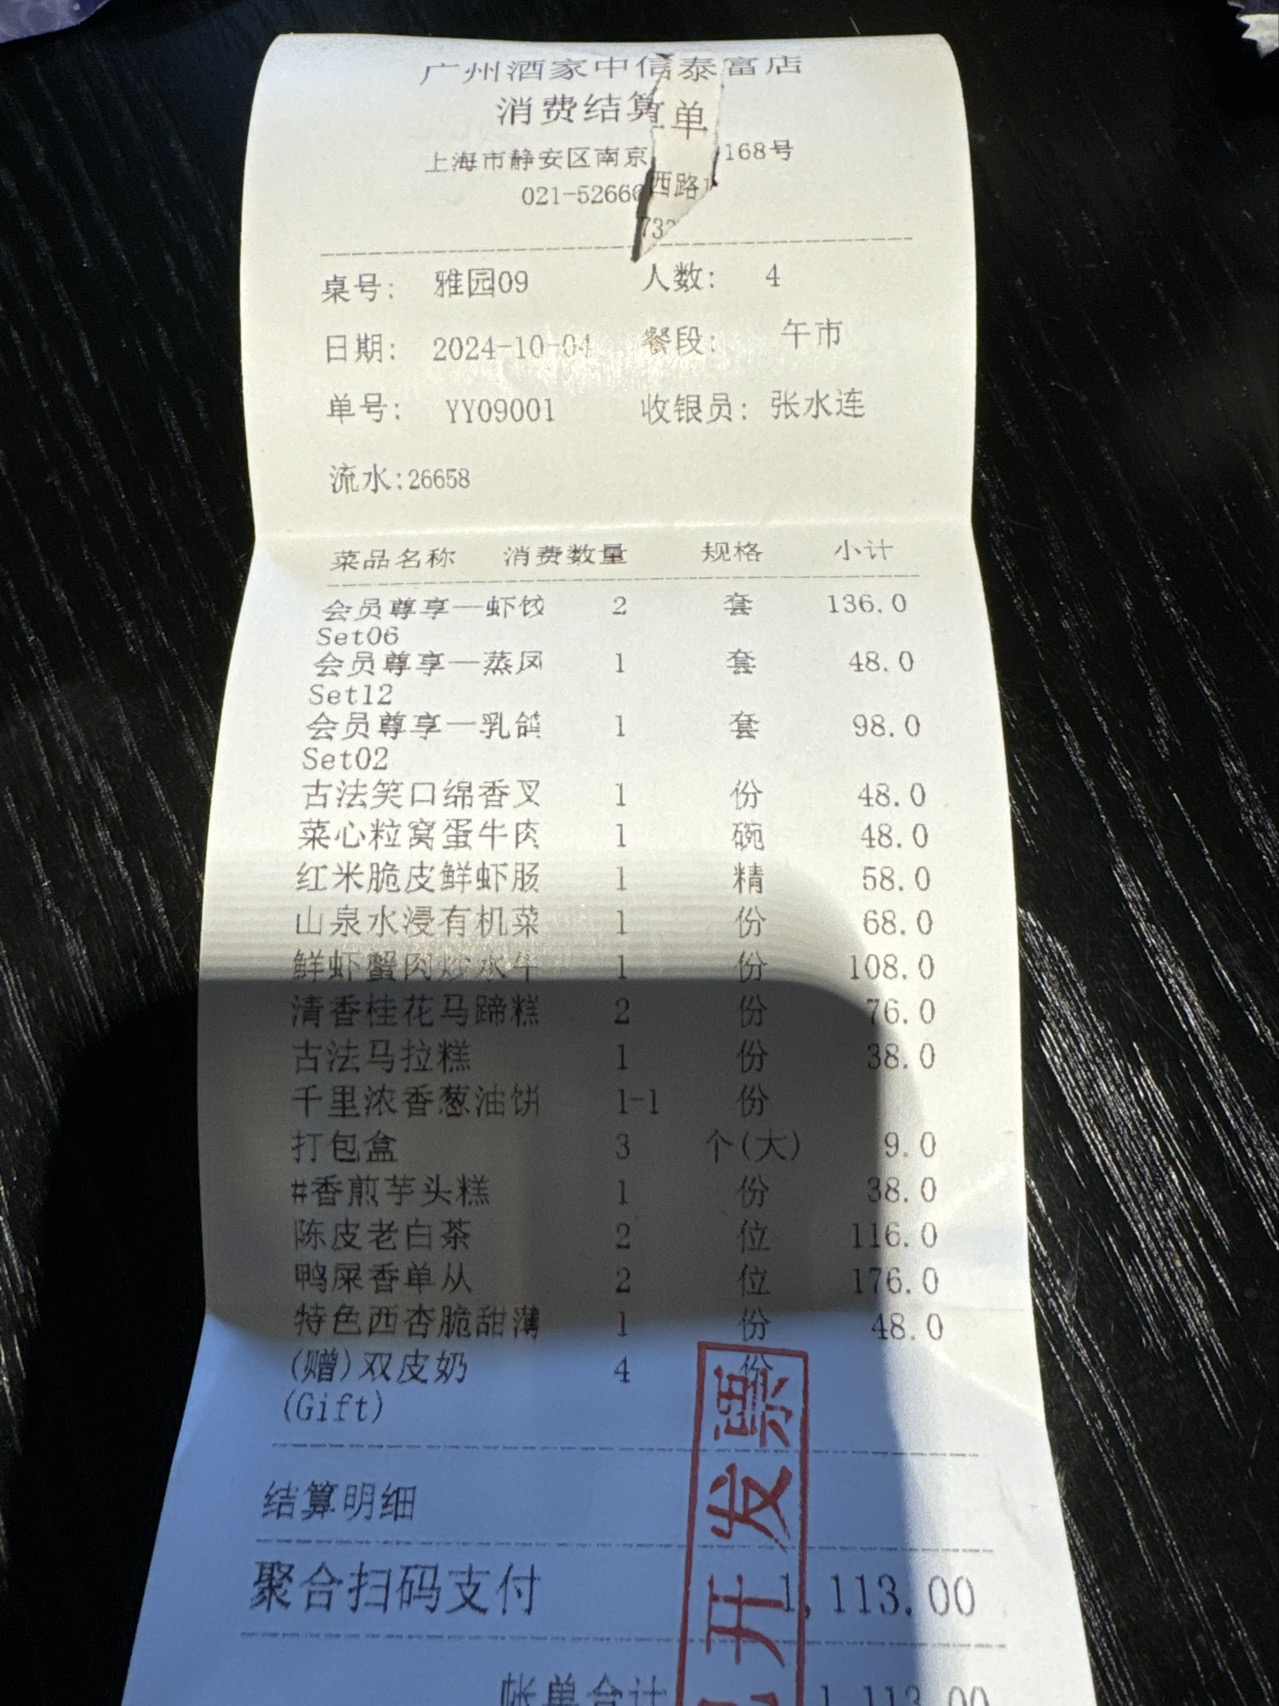 广州酒家中信泰富店
消费结算单
上海市静安区南京西路1168号
021-52666733
桌号： 雅园09 人数： 4
日期： 2024-10-04 餐段： 午市
单号： YY09001 收银员： 张水连
流水:26658
菜品名称 消费数量 规格 小计
会员尊享一虾饺 2 套 136.0
Set06
会员尊享一蒸凤 1 套 48.0
Set12
会员尊享一乳鸽 1 套 98.0
Set02
古法笑口绵香叉 1 份 48.0
菜心粒窝蛋牛肉 1 碗 48.0
红米脆皮鲜虾肠 1 精 58.0
山泉水浸有机菜 1 份 68.0
鲜虾蟹肉炒水牛 1 份 108.0
清香桂花马蹄糕 2 份 76.0
古法马拉糕 1 份 38.0
千里浓香葱油饼 1-1 份
打包盒 3 个(大) 9.0
#香煎芋头糕 1 份 38.0
陈皮老白茶 2 位 116.0
鸭屎香单从 2 位 176.0
特色西杏脆甜薄 1 份 48.0
(赠)双皮奶 4 份
(Gift)
结算明细
聚合扫码支付 1,113.00
帐单合计 1,113.00
开发票